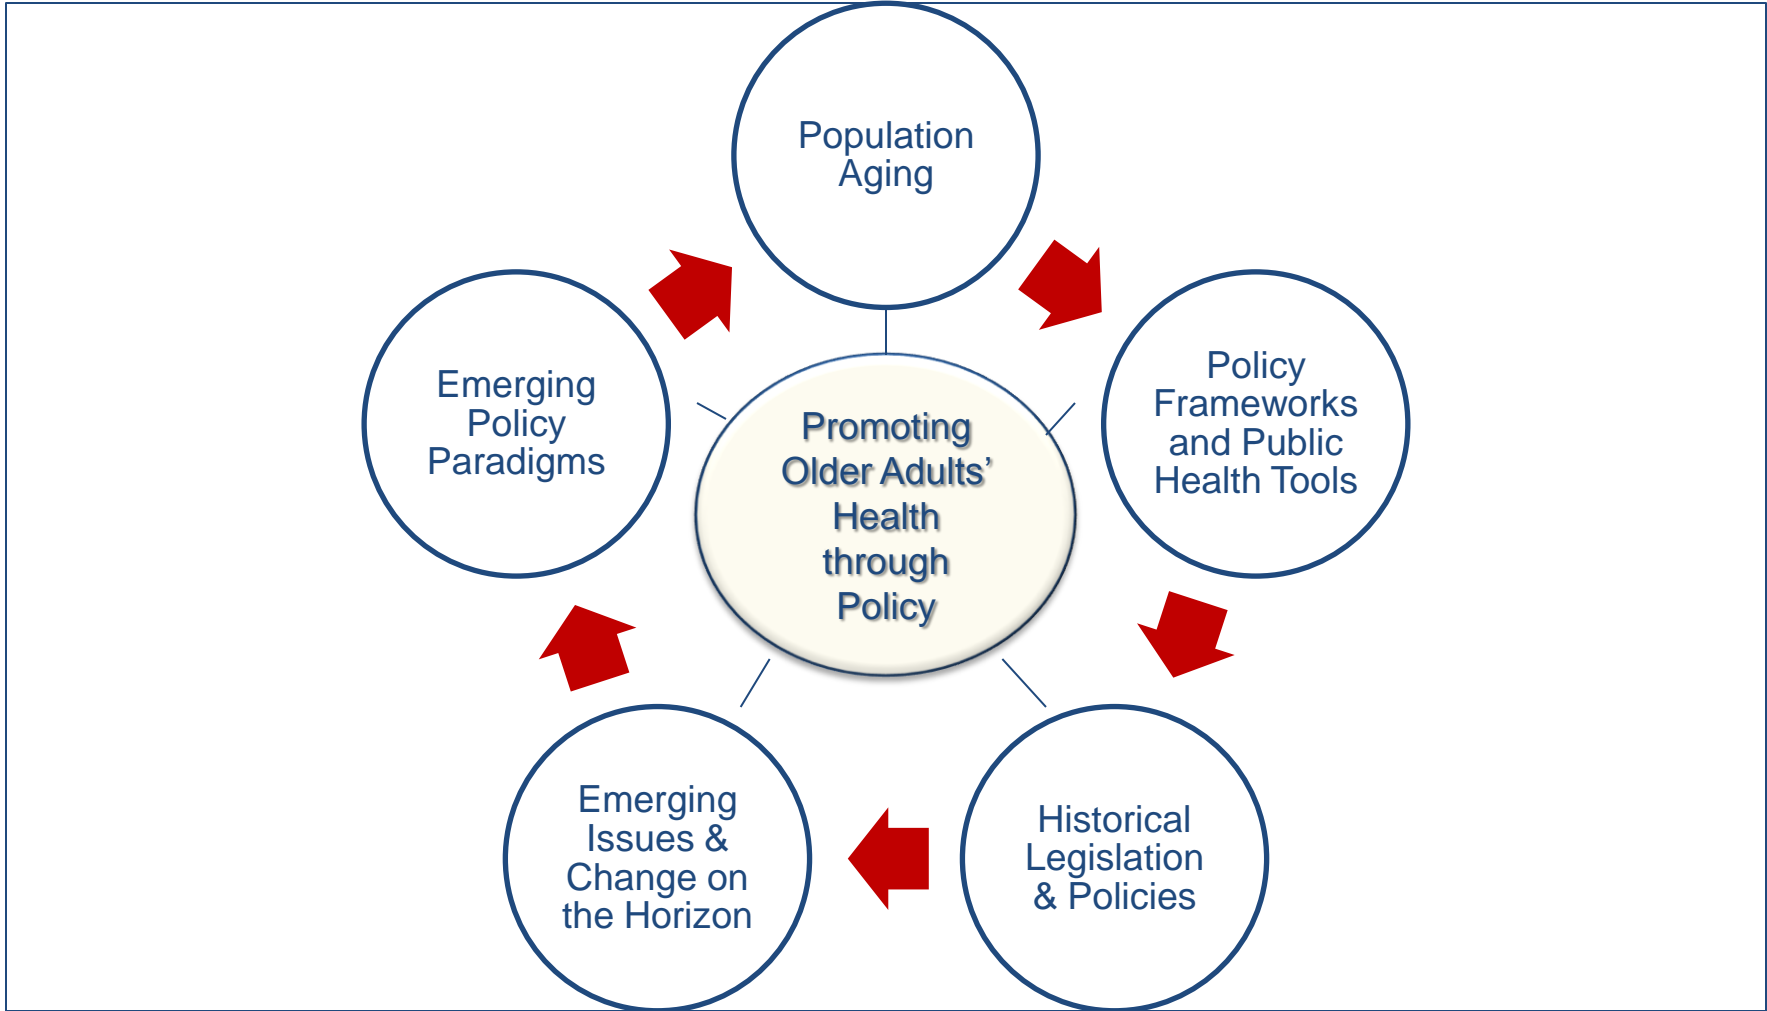 Population
Aging
Policy
Frameworks
and Public
Health Tools
Historical
Legislation
& Policies
Emerging
Issues &
Change on
the Horizon
Emerging
Policy
Paradigms
Promoting
Older Adults’
Health
through
Policy